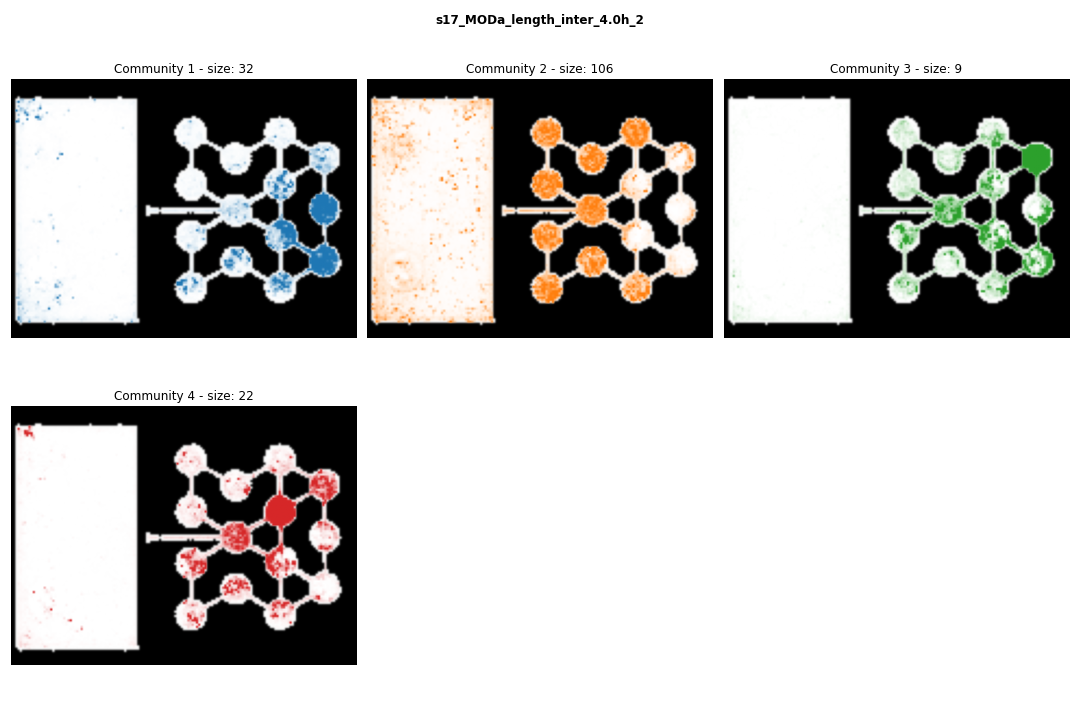 s17_MODa_length_inter_4.0h_2
Community 1 - size: 32
Community 2 - size: 106
Community 3 - size: 9
Community 4 - size: 22